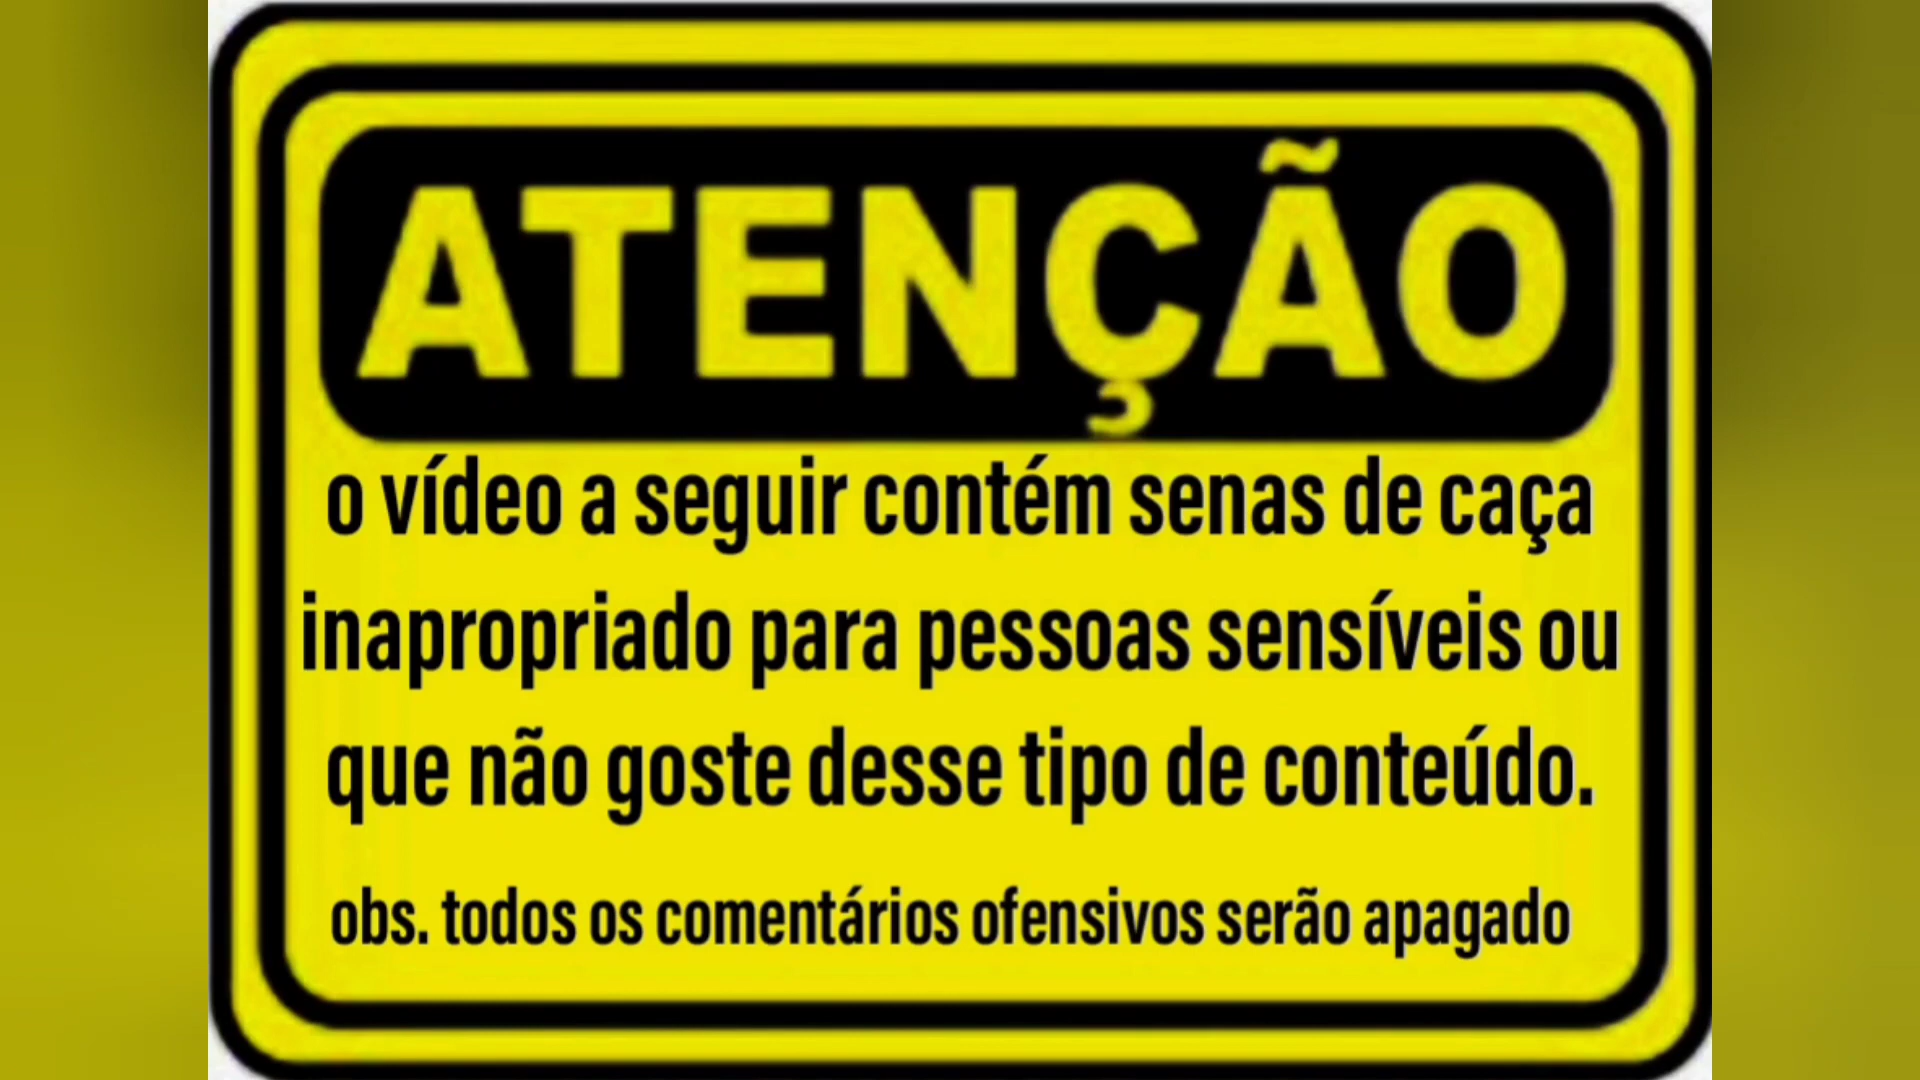 ATENÇÃO
o vídeo a seguir contém senas de caça
inapropriado para pessoas sensíveis ou
que não goste desse tipo de conteúdo.
obs. todos os comentários ofensivos serão apagado